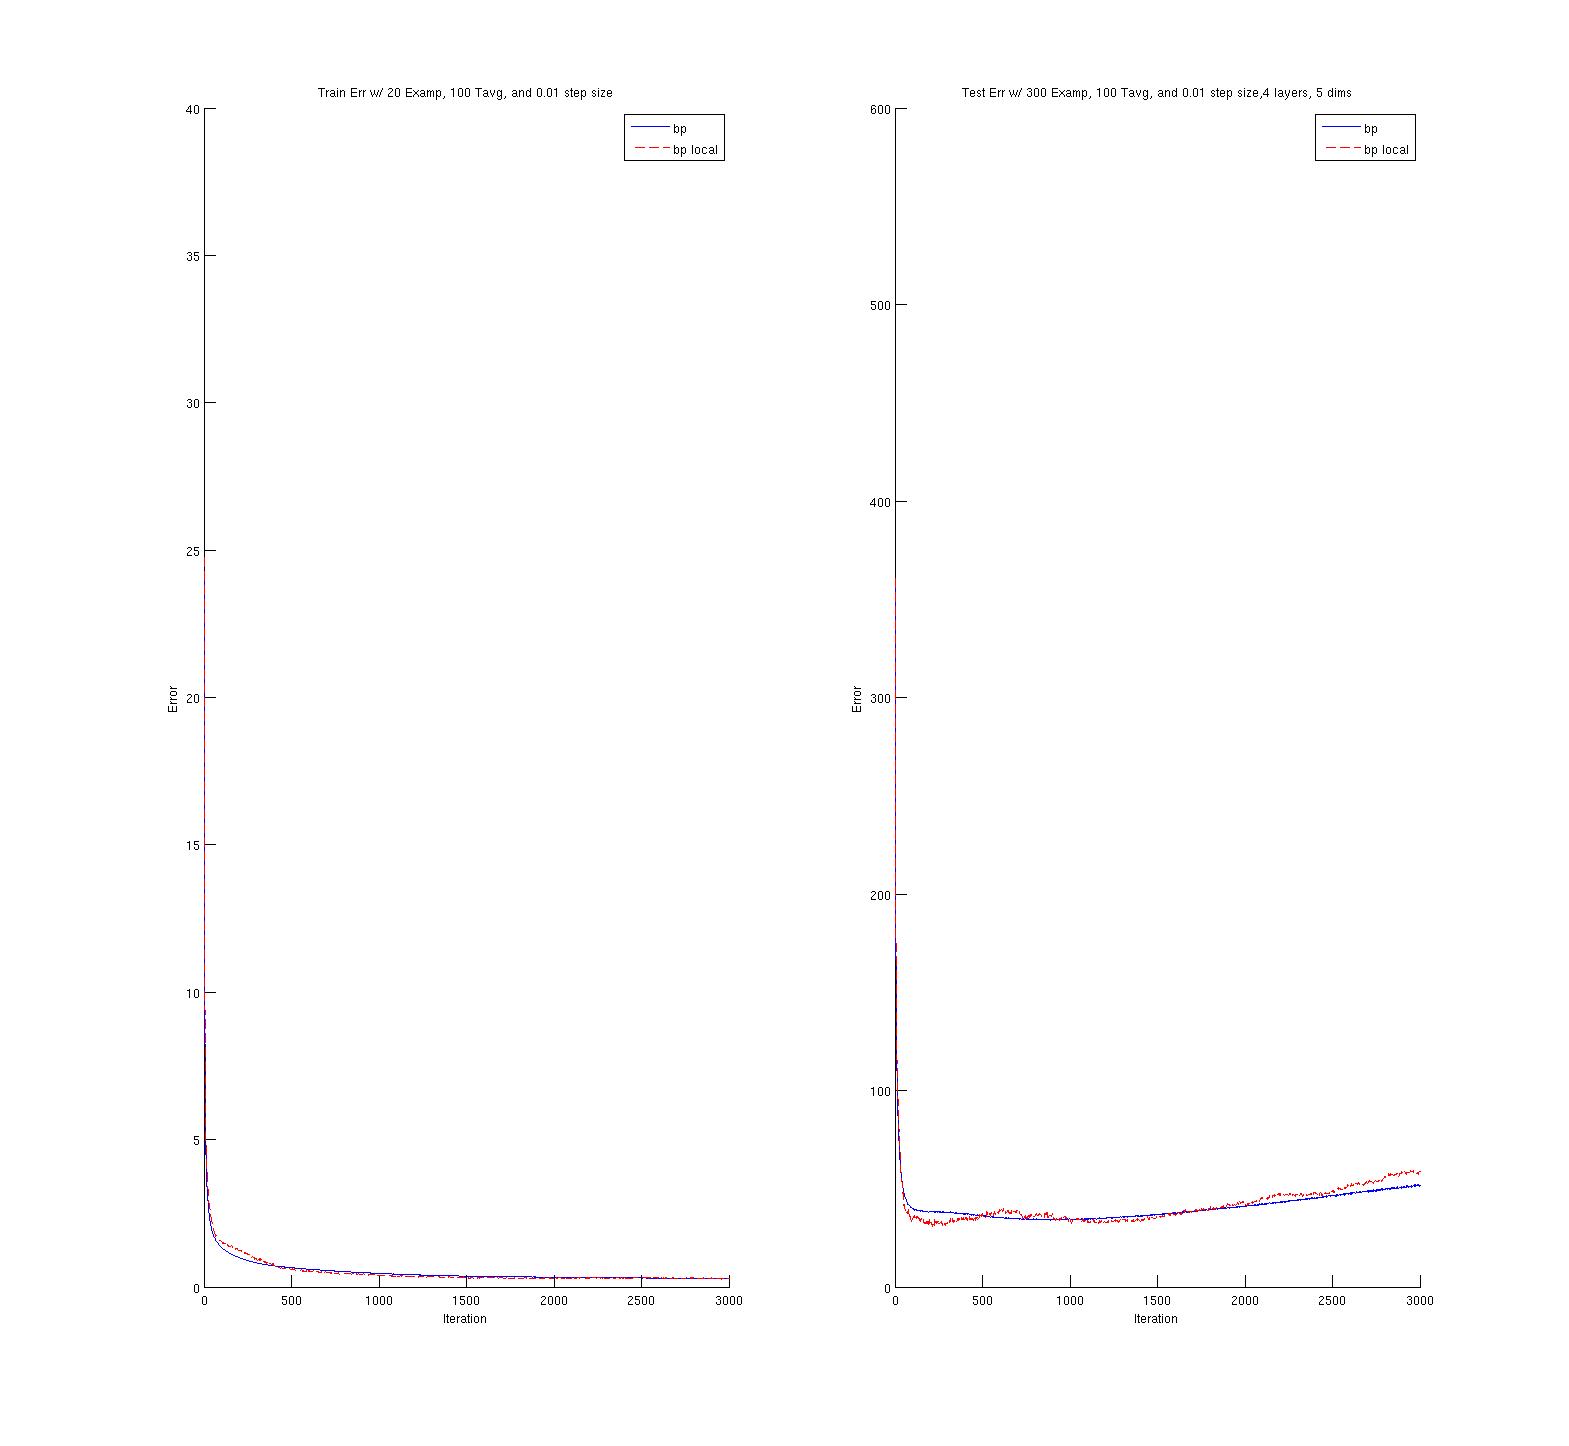 Train Err w/ 20 Examp, 100 Tavg, and 0.01 step size
bp
bp local
40
35
30
25
20
15
10
5
0
Error
0 500 1000 1500 2000 2500 3000
Iteration
Test Err w/ 300 Examp, 100 Tavg, and 0.01 step size,4 layers, 5 dims
bp
bp local
600
500
400
300
200
100
0
Error
0 500 1000 1500 2000 2500 3000
Iteration